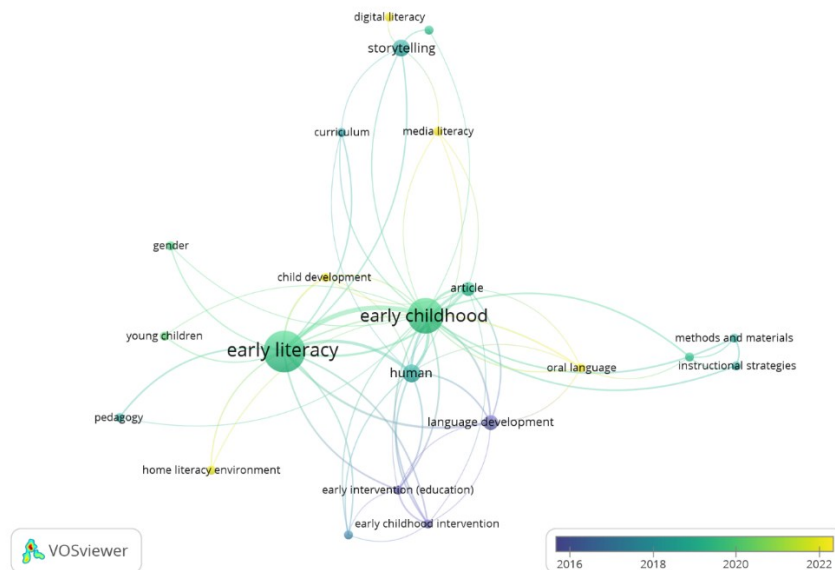 digital literacy
storytelling
curriculum
media literacy
gender
child development
article
early childhood
young children
methods and materials
early literacy
oral language
instructional strategies
human
pedagogy
language development
home literacy environment
early intervention (education)
early childhood intervention
VOSviewer
2016 2018 2020 2022